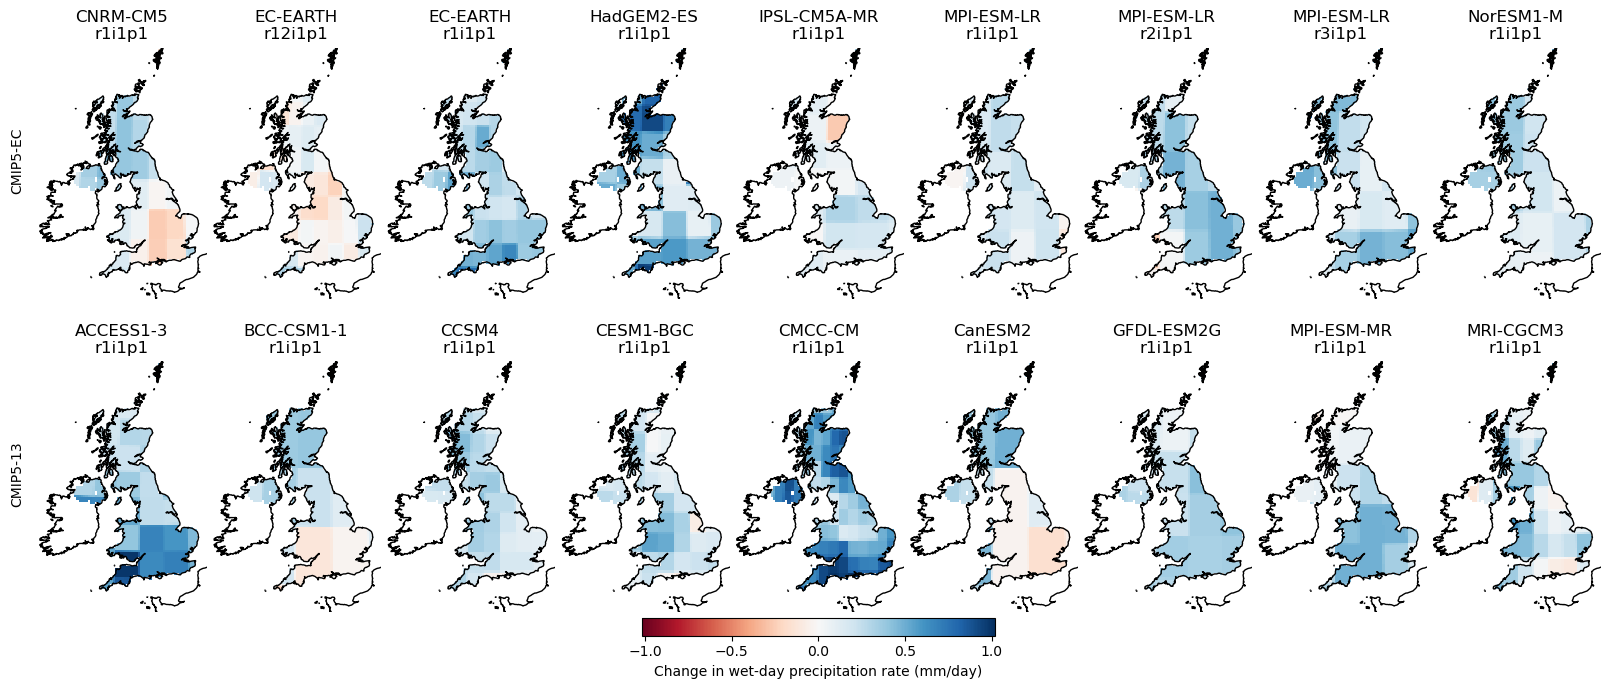 CNRM-CM5
r1i1p1
EC-EARTH
r12i1p1
EC-EARTH
r1i1p1
HadGEM2-ES
r1i1p1
IPSL-CM5A-MR
r1i1p1
MPI-ESM-LR
r1i1p1
MPI-ESM-LR
r2i1p1
MPI-ESM-LR
r3i1p1
NorESM1-M
r1i1p1
CMIP5-EC
ACCESS1-3
r1i1p1
BCC-CSM1-1
r1i1p1
CCSM4
r1i1p1
CESM1-BGC
r1i1p1
CMCC-CM
r1i1p1
CanESM2
r1i1p1
GFDL-ESM2G
r1i1p1
MPI-ESM-MR
r1i1p1
MRI-CGCM3
r1i1p1
CMIP5-13
−1.0 −0.5 0.0 0.5 1.0
Change in wet-day precipitation rate (mm/day)